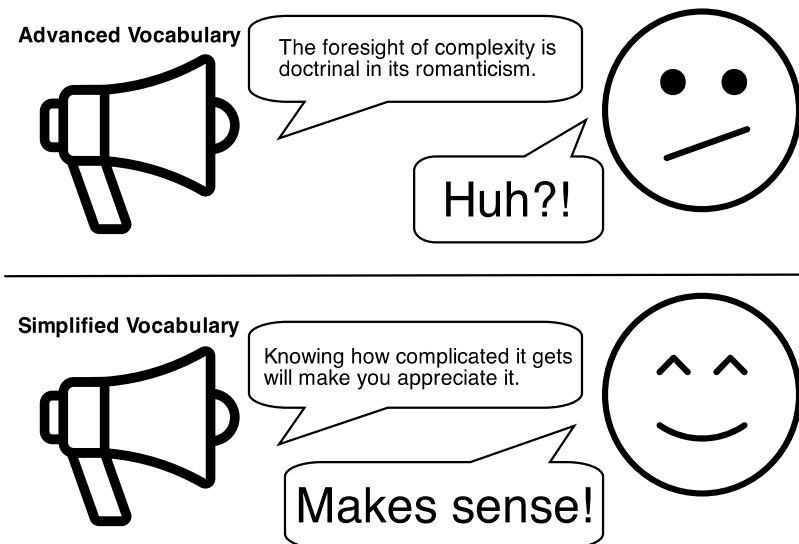 Advanced Vocabulary
The foresight of complexity is
doctrinal in its romanticism.
Huh?!
Simplified Vocabulary
Knowing how complicated it gets
will make you appreciate it.
Makes sense!